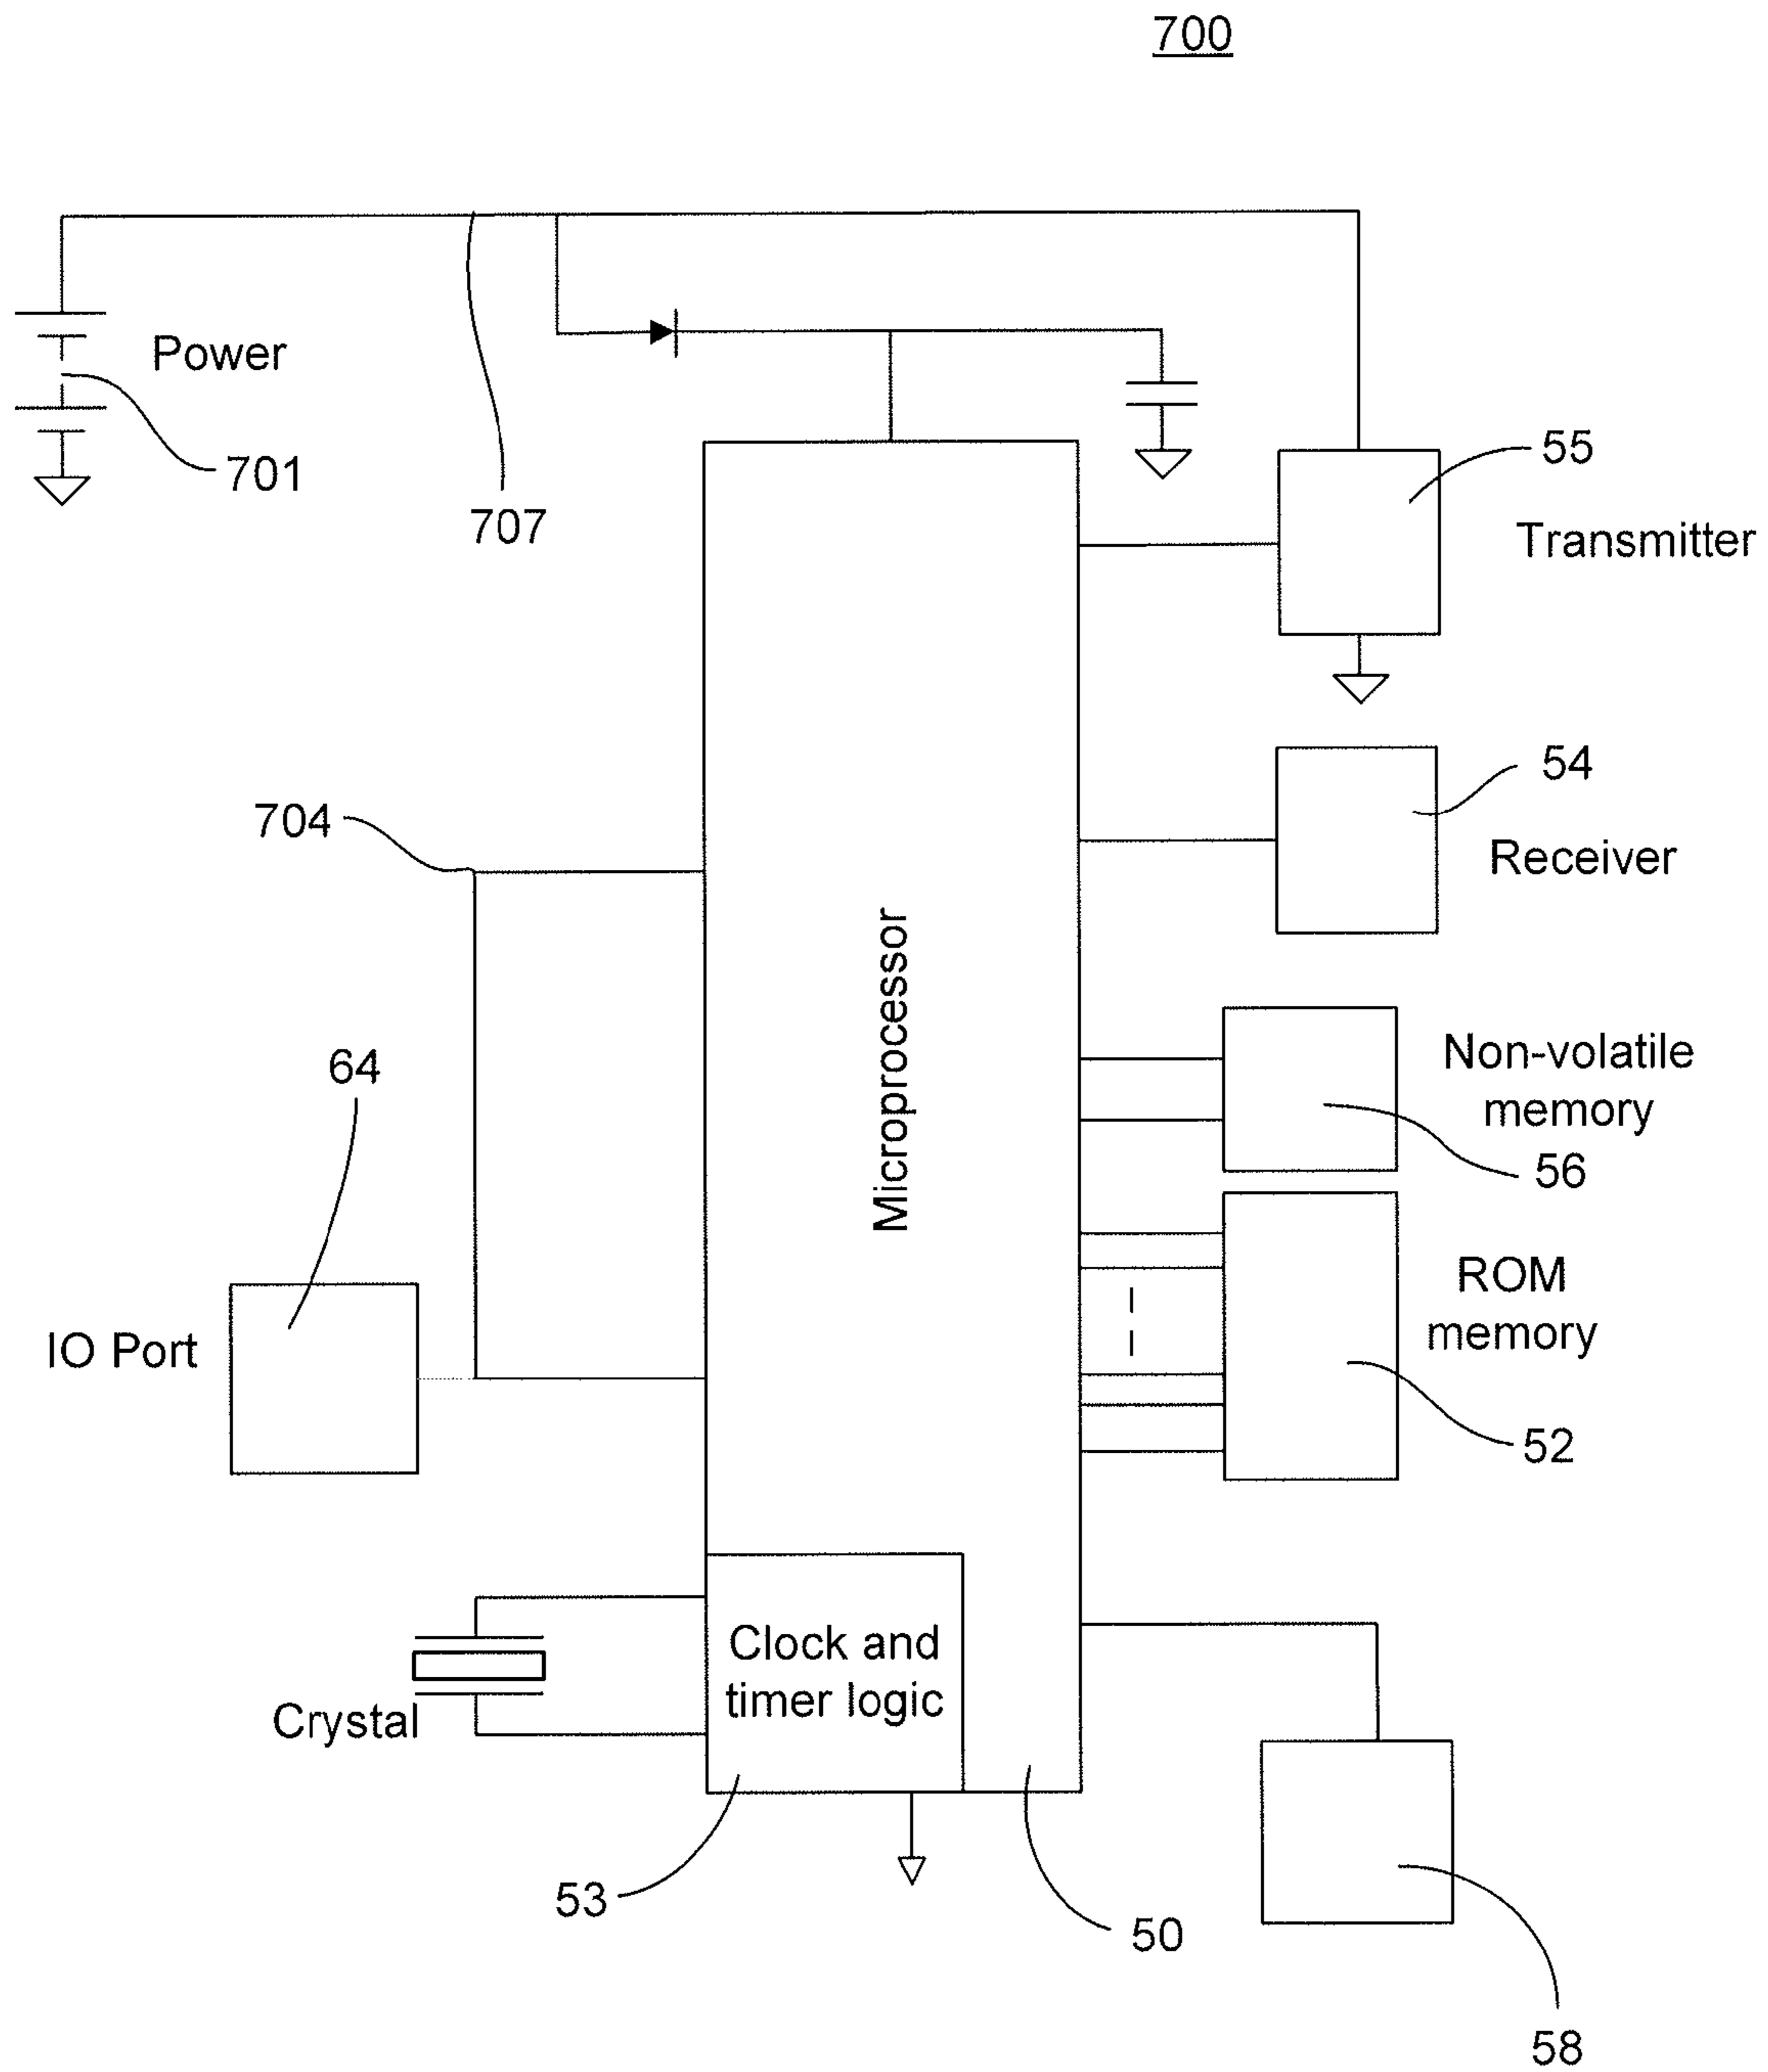 700
Power
701
707
55
Transmitter
54
Receiver
704
Microprocessor
64
Non-volatile
memory
56
ROM
memory
IO Port
52
Clock and
timer logic
Crystal
53
50
58